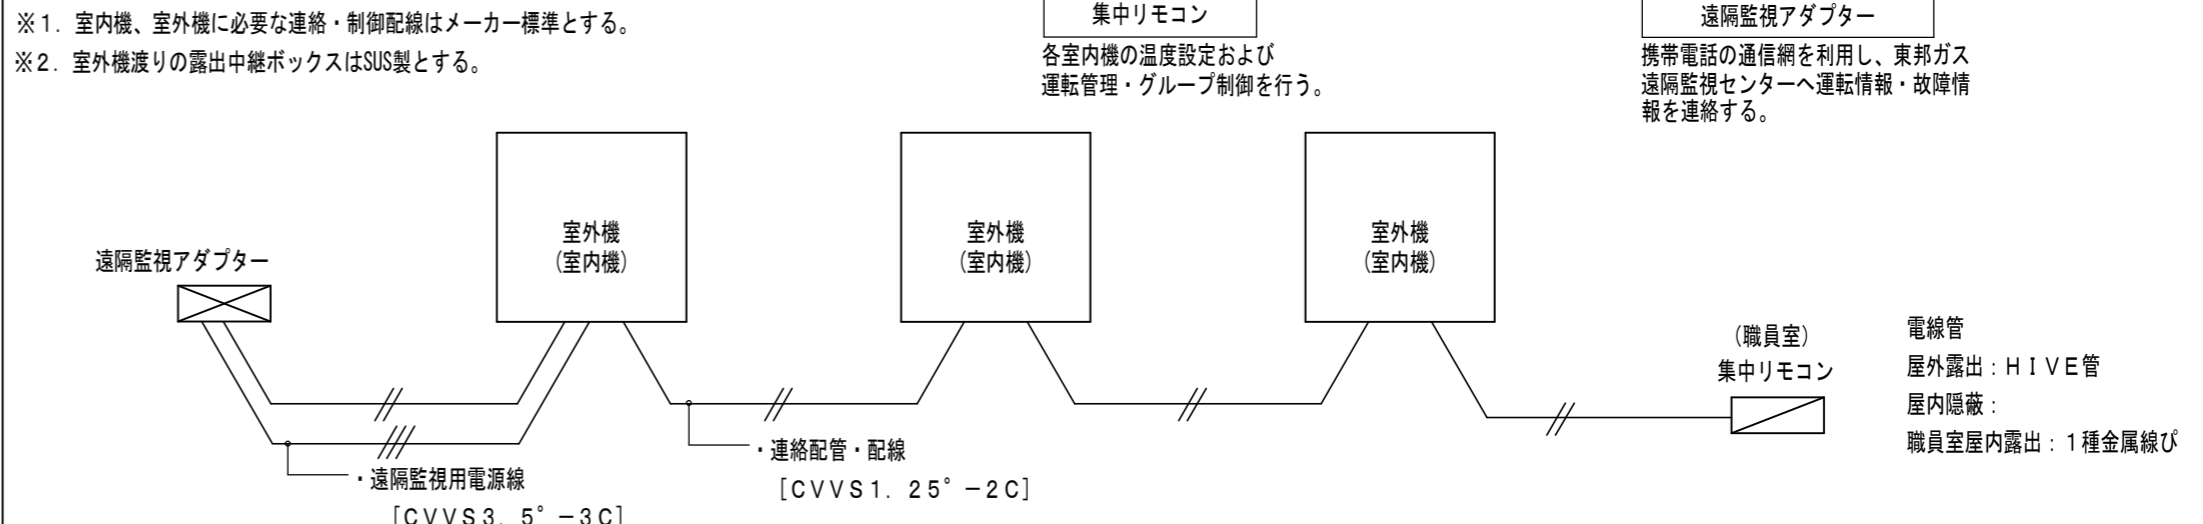 ※1．室内機、室外機に必要な連絡・制御配線はメーカー標準とする。
※2．室外機渡りの露出中継ボックスはSUS製とする。
集中リモコン
各室内機の温度設定および
運転管理・グループ制御を行う。
遠隔監視アダプター
携帯電話の通信網を利用し、東邦ガス
遠隔監視センターへ運転情報・故障情
報を連絡する。
遠隔監視アダプター
室外機
(室内機)
室外機
(室内機)
室外機
(室内機)
(職員室)
集中リモコン
電線管
屋外露出：ＨＩＶＥ管
屋内隠蔽：
職員室屋内露出：１種金属線ぴ
・連絡配管・配線
［ＣＶＶＳ１．２５°－２Ｃ］
・遠隔監視用電源線
［ＣＶＶＳ３．５°－３Ｃ］